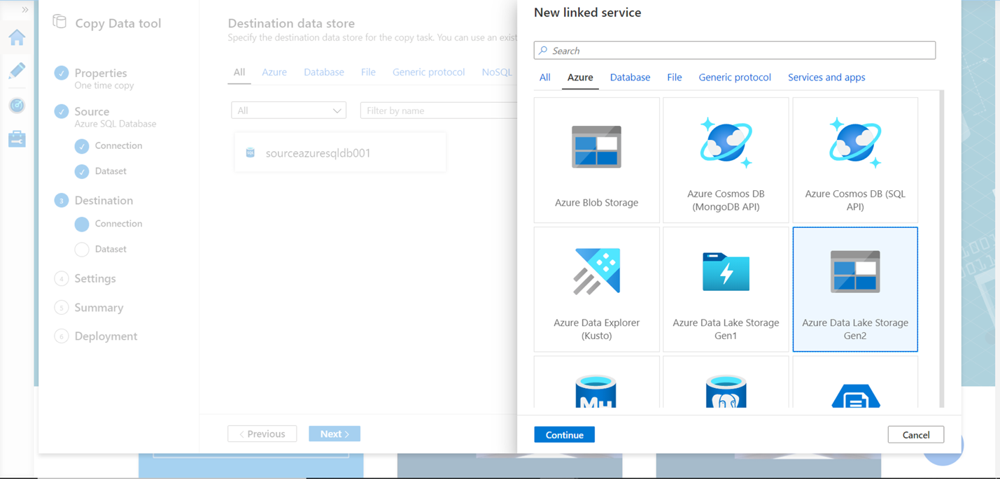 »
Copy Data tool
Properties
One time copy
Source
Azure SQL Database
Connection
Dataset
3 Destination
Connection
Dataset
4 Settings
5 Summary
6 Deployment
Destination data store
Specify the destination data store for the copy task. You can use an exist
All Azure Database File Generic protocol NoSQL
All
Filter by name
sourceazuresqldb001
< Previous
Next >
New linked service
Search
All Azure Database File Generic protocol Services and apps
Azure Blob Storage
Azure Cosmos DB
(MongoDB API)
Azure Cosmos DB (SQL
API)
Azure Data Explorer
(Kusto)
Azure Data Lake Storage
Gen1
Azure Data Lake Storage
Gen2
My
Continue
Cancel